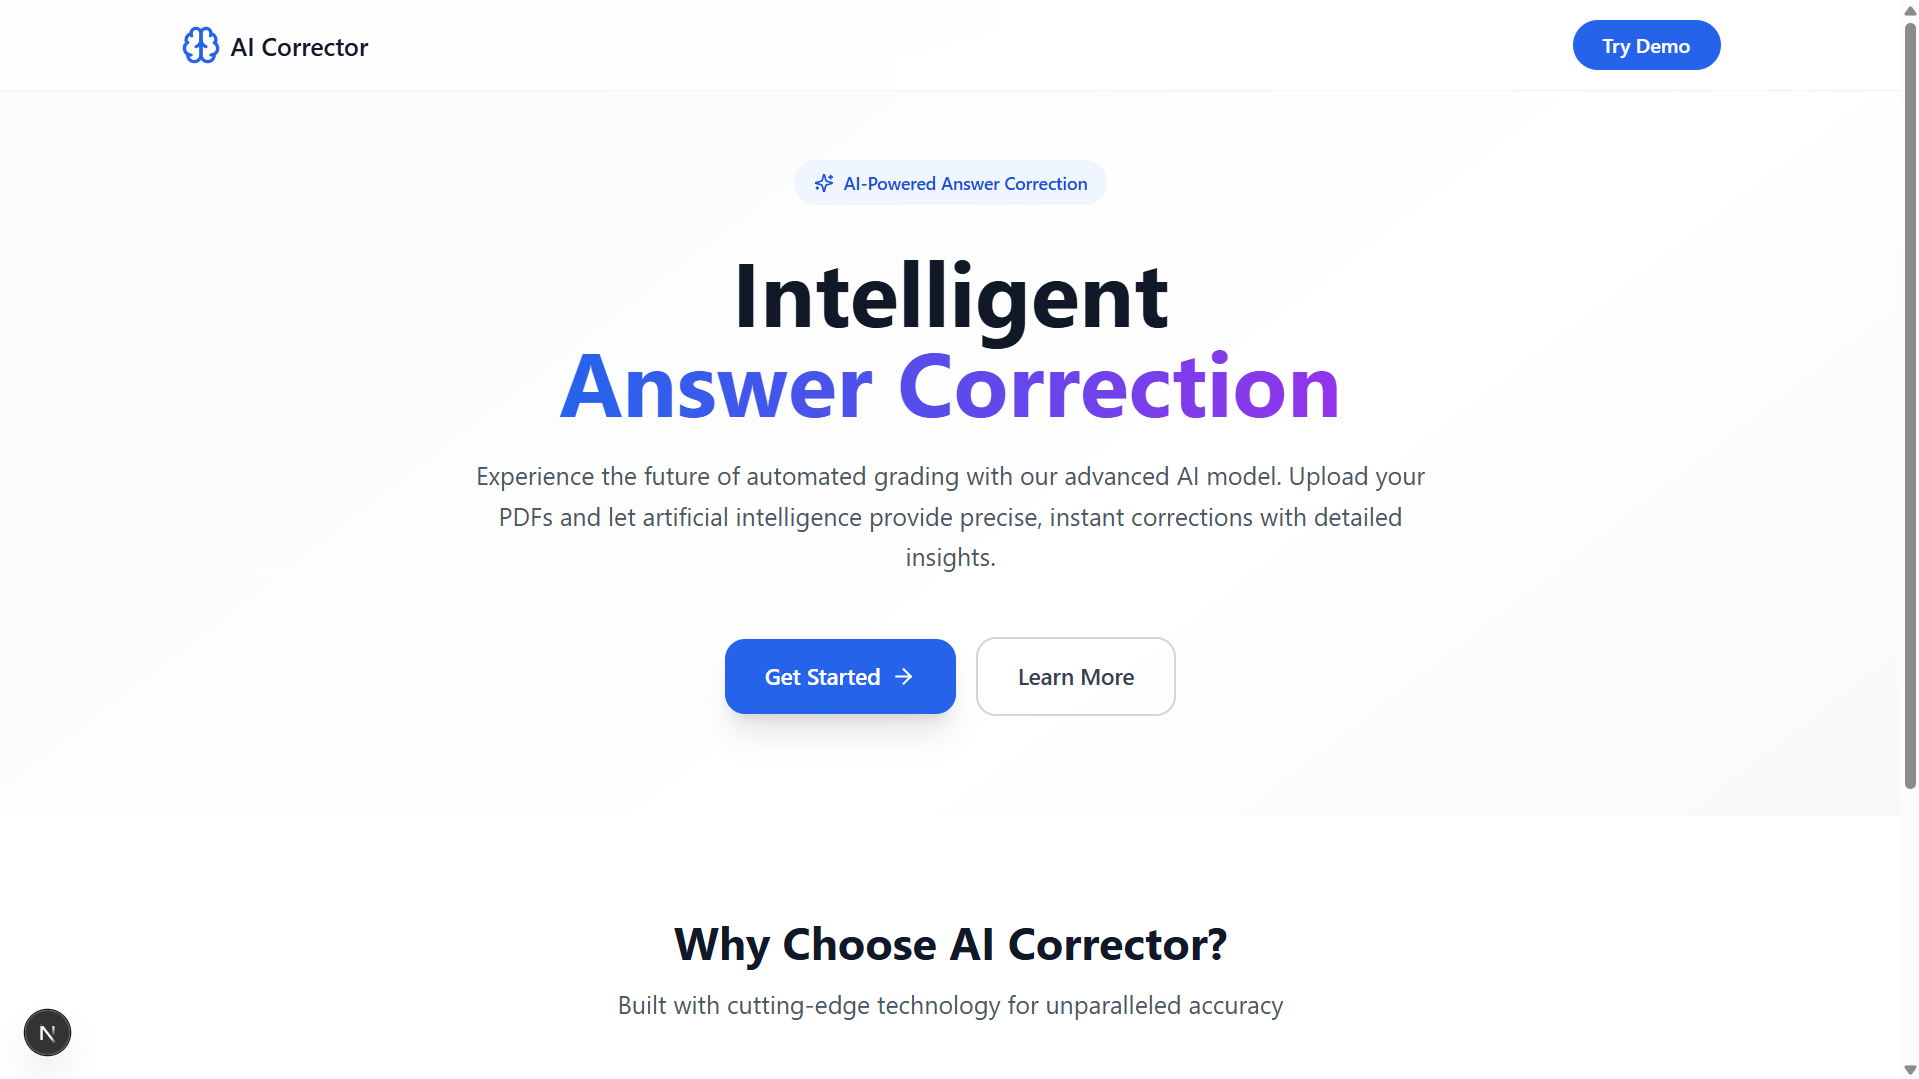 AI Corrector
Try Demo
AI-Powered Answer Correction
Intelligent
Answer Correction
Experience the future of automated grading with our advanced AI model. Upload your
PDFs and let artificial intelligence provide precise, instant corrections with detailed
insights.
Get Started
Learn More
Why Choose AI Corrector?
Built with cutting-edge technology for unparalleled accuracy
N